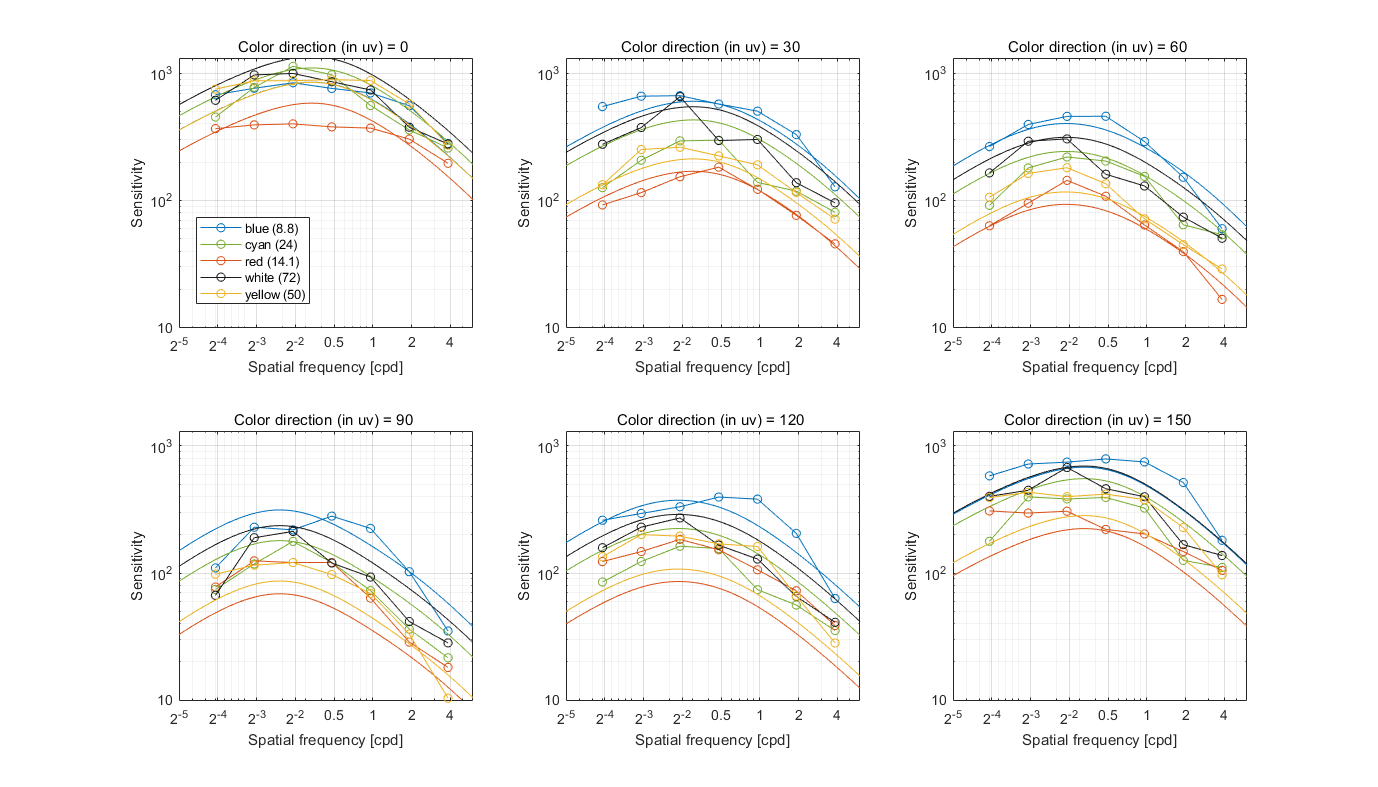 Color direction (in uv) = 0
Color direction (in uv) = 30
Color direction (in uv) = 60
Sensitivity
10³
10²
10
blue (8.8)
cyan (24)
red (14.1)
white (72)
yellow (50)
2⁻⁵ 2⁻⁴ 2⁻³ 2⁻² 0.5 1 2 4
Spatial frequency [cpd]
Sensitivity
10³
10²
10
2⁻⁵ 2⁻⁴ 2⁻³ 2⁻² 0.5 1 2 4
Spatial frequency [cpd]
Sensitivity
10³
10²
10
2⁻⁵ 2⁻⁴ 2⁻³ 2⁻² 0.5 1 2 4
Spatial frequency [cpd]
Color direction (in uv) = 90
Color direction (in uv) = 120
Color direction (in uv) = 150
Sensitivity
10³
10²
10
2⁻⁵ 2⁻⁴ 2⁻³ 2⁻² 0.5 1 2 4
Spatial frequency [cpd]
Sensitivity
10³
10²
10
2⁻⁵ 2⁻⁴ 2⁻³ 2⁻² 0.5 1 2 4
Spatial frequency [cpd]
Sensitivity
10³
10²
10
2⁻⁵ 2⁻⁴ 2⁻³ 2⁻² 0.5 1 2 4
Spatial frequency [cpd]